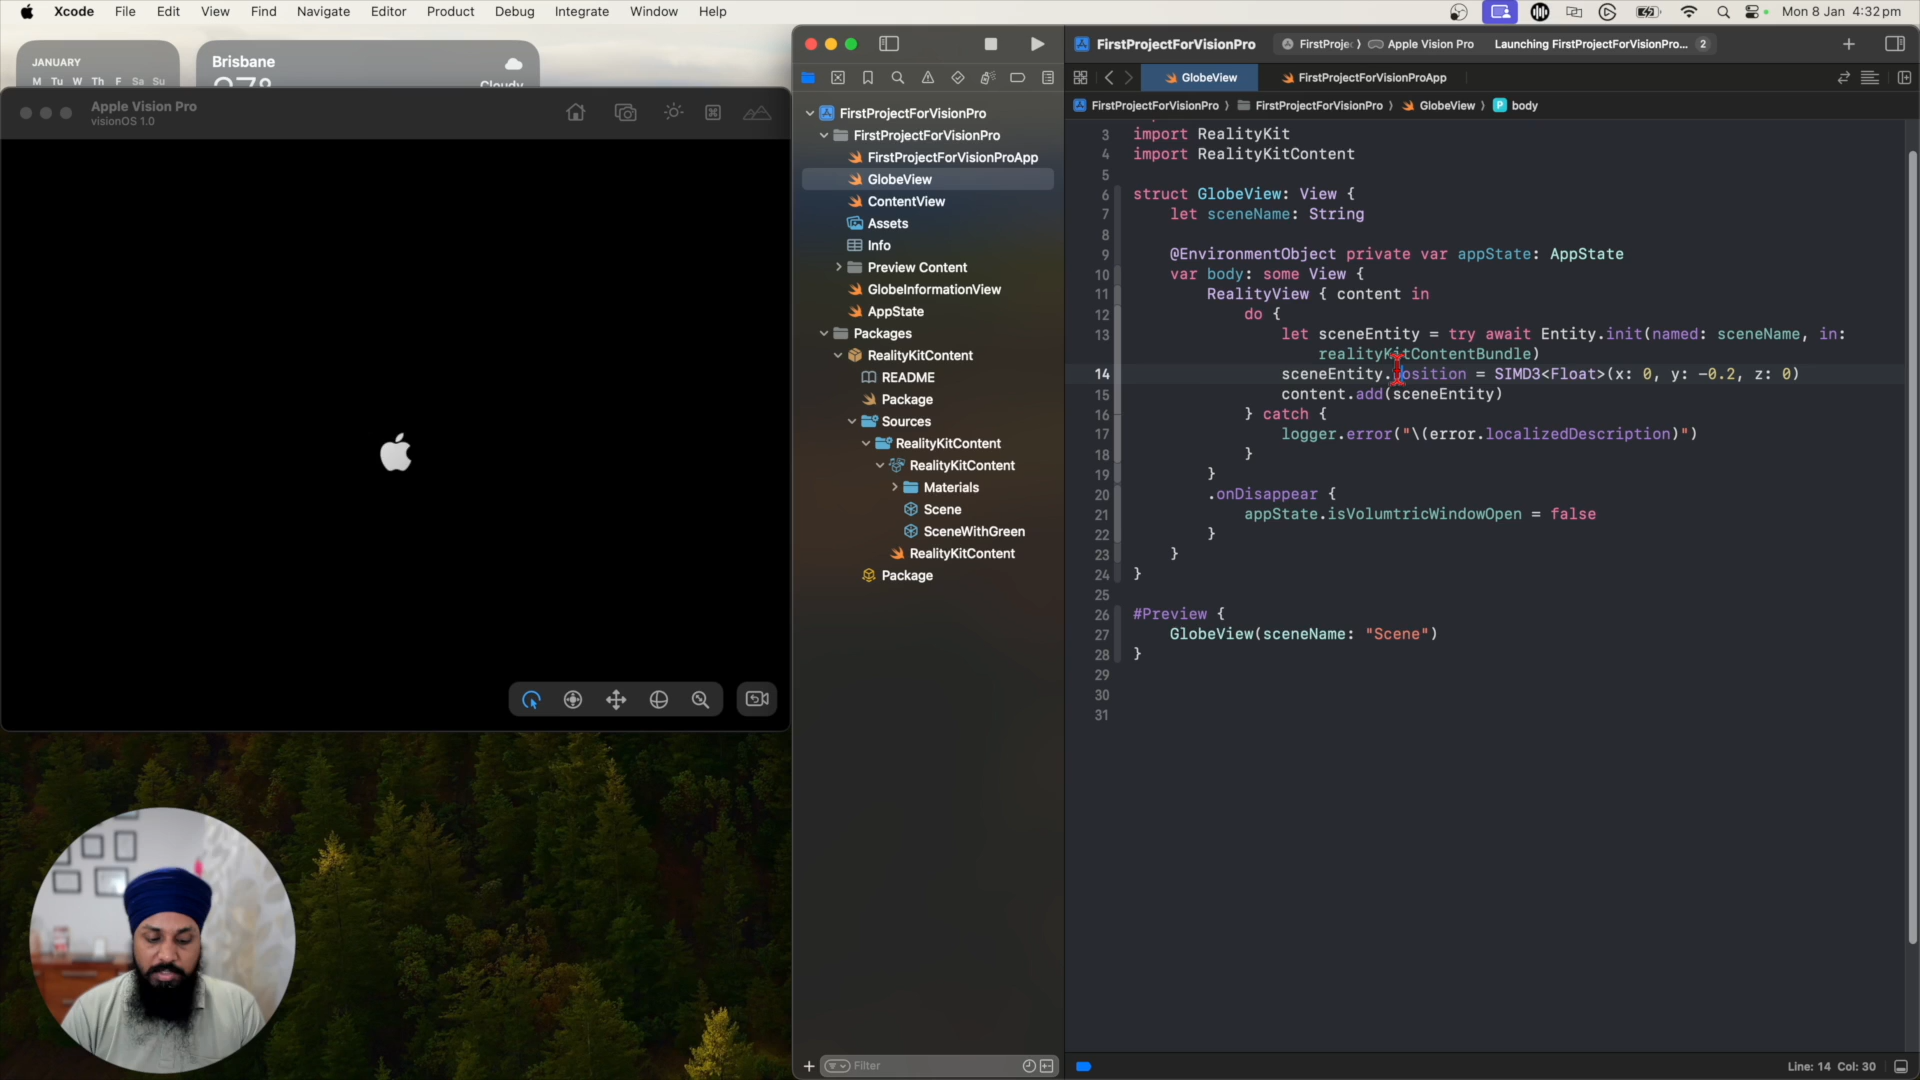 Xcode File Edit View Find Navigate Editor Product Debug Integrate Window Help
Mon 8 Jan 4:32 pm
JANUARY
M Tu W Th F Sa Su
Brisbane
Cloudy
Apple Vision Pro
visionOS 1.0
FirstProjectForVisionPro
FirstProjectForVisionPro
FirstProjectForVisionProApp
GlobeView
ContentView
Assets
Info
Preview Content
GlobeInformationView
AppState
Packages
RealityKitContent
README
Package
Sources
RealityKitContent
RealityKitContent
Materials
Scene
SceneWithGreen
RealityKitContent
Package
Filter
FirstProjectForVisionPro
FirstProje Apple Vision Pro
Launching FirstProjectForVisionPro... 2
GlobeView
FirstProjectForVisionProApp
FirstProjectForVisionPro FirstProjectForVisionPro GlobeView P body
3 import RealityKit
4 import RealityKitContent
5
6 struct GlobeView: View {
7 let sceneName: String
8
9 @EnvironmentObject private var appState: AppState
10 var body: some View {
11 RealityView { content in
12 do {
13 let sceneEntity = try await Entity.init(named: sceneName, in:
realityKitContentBundle)
14 sceneEntity.position = SIMD3<Float>(x: 0, y: -0.2, z: 0)
15 content.add(sceneEntity)
16 } catch {
17 logger.error("\(error.localizedDescription)")
18 }
19 }
20 .onDisappear {
21 appState.isVolumtricWindowOpen = false
22 }
23 }
24 }
25
26 #Preview {
27 GlobeView(sceneName: "Scene")
28 }
29
30
31
Line: 14 Col: 30